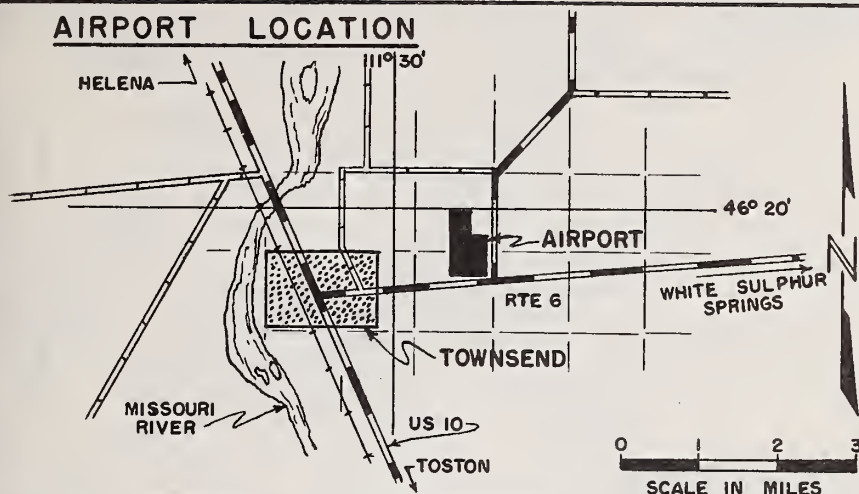 AIRPORT LOCATION
111° 30'
HELENA
46° 20'
AIRPORT
RTE 6
WHITE SULPHUR
SPRINGS
N
TOWNSEND
MISSOURI
RIVER
US 10
TOSTON
0 1 2 3
SCALE IN MILES